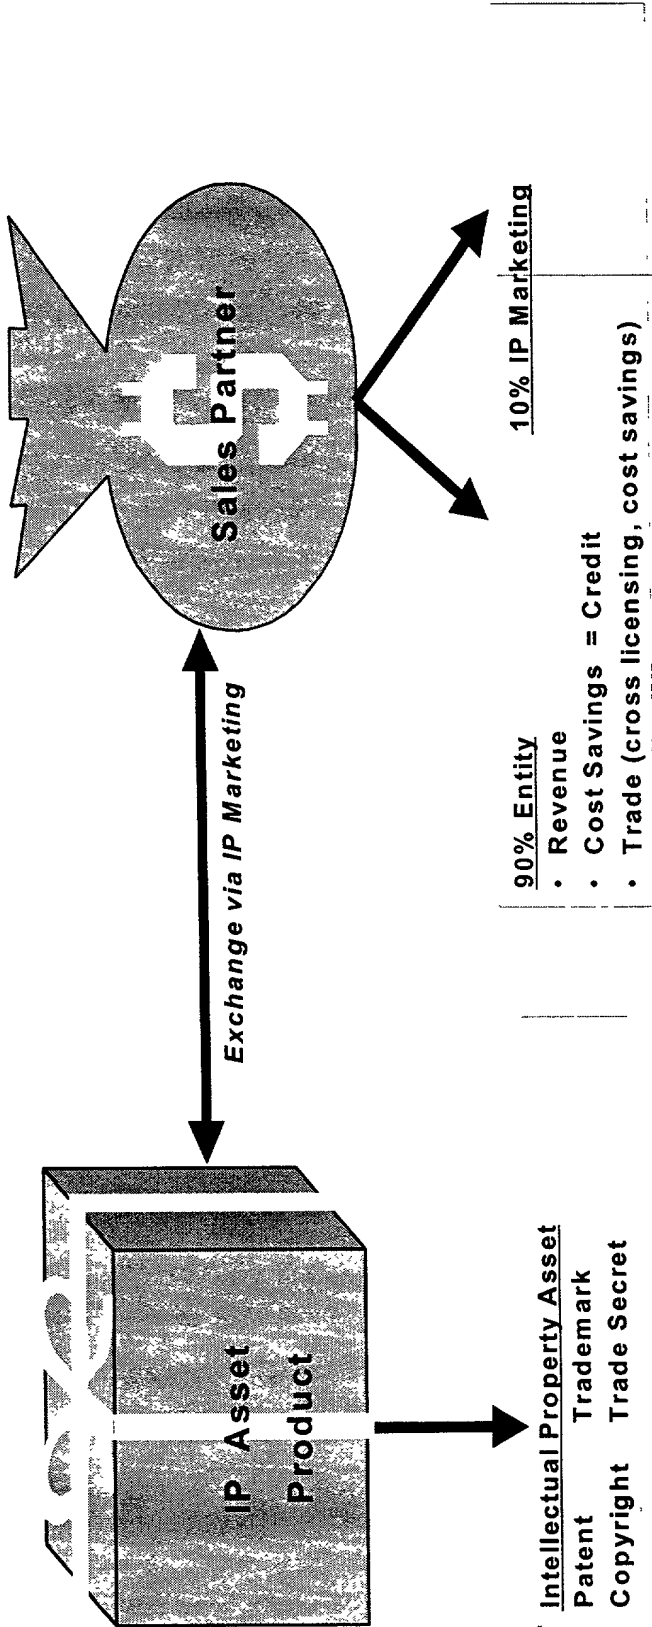 IP Asset
Product
Exchange via IP Marketing
Sales Partner
Intellectual Property Asset
Patent Trademark
Copyright Trade Secret
90% Entity
• Revenue
• Cost Savings = Credit
• Trade (cross licensing, cost savings)
10% IP Marketing